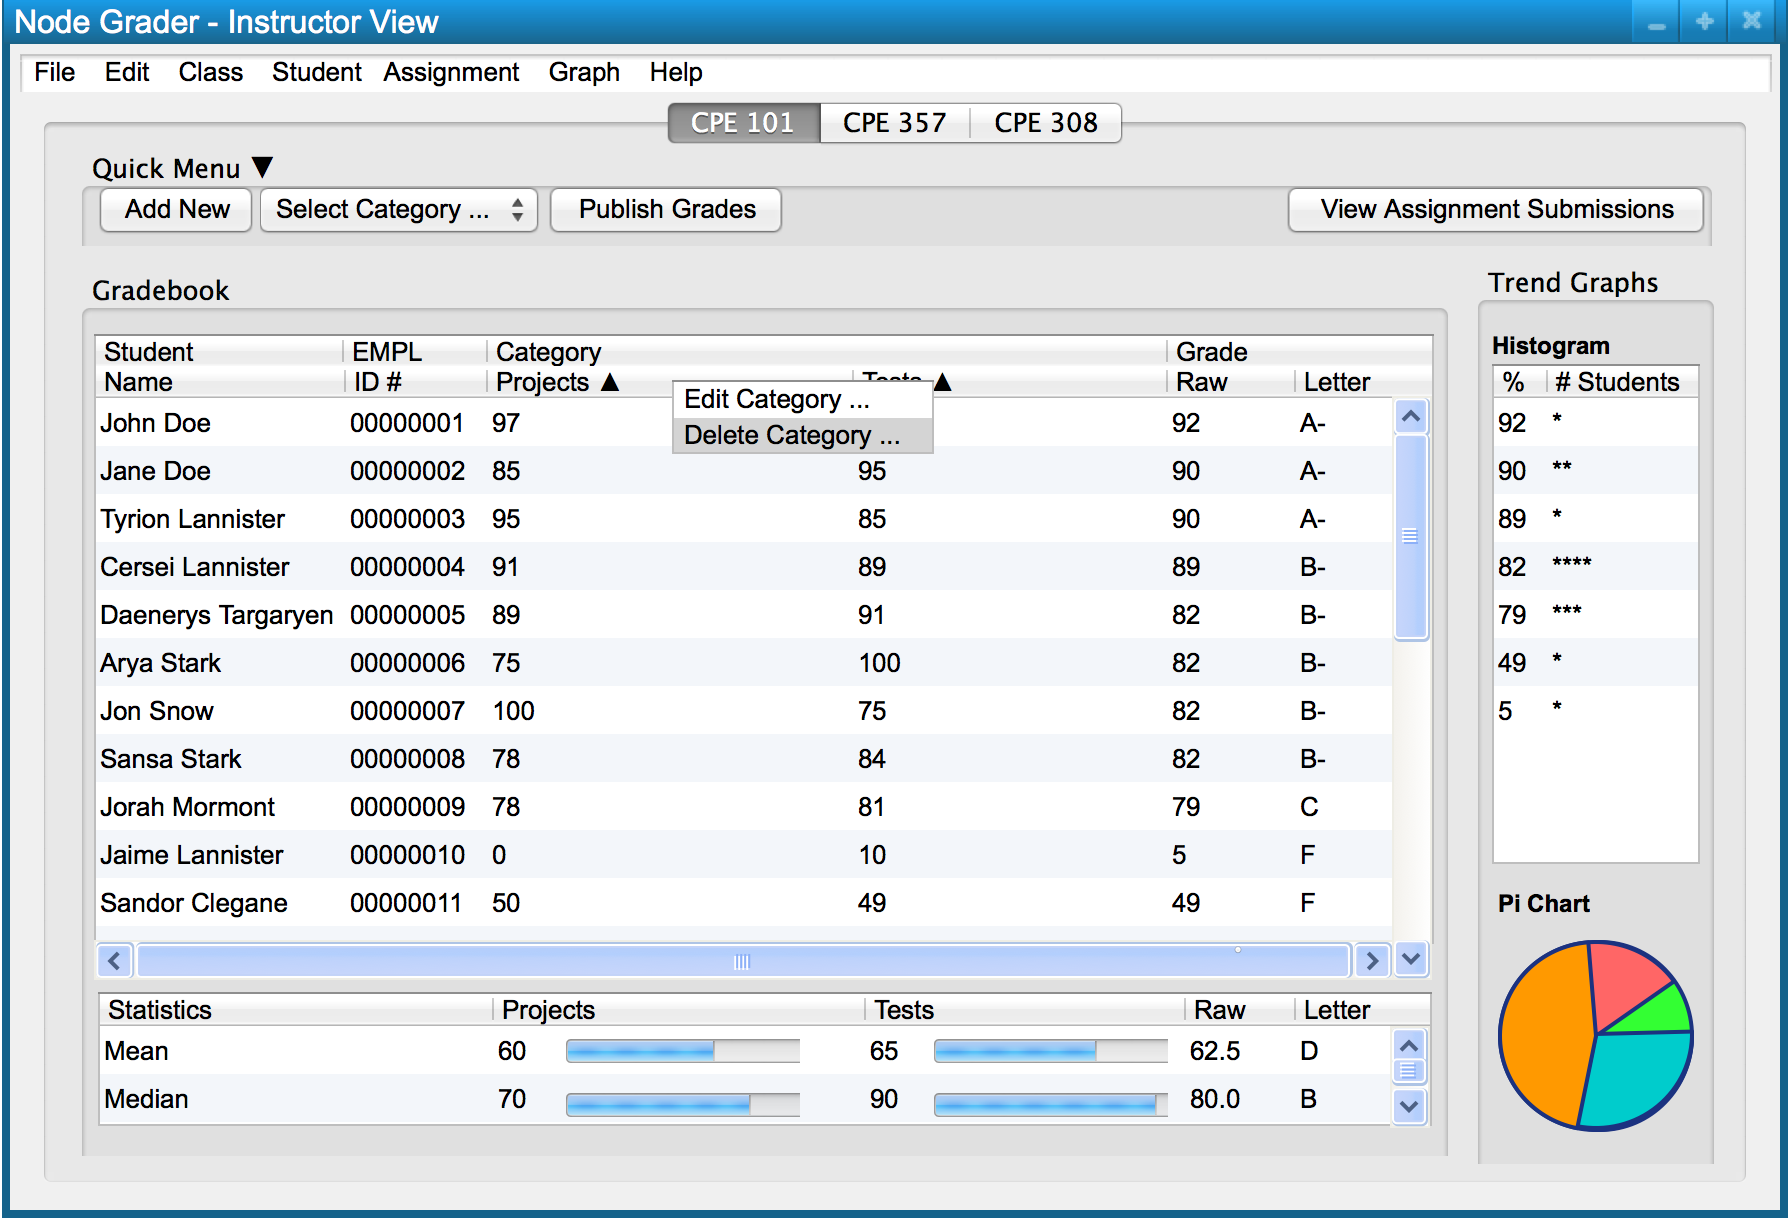 Node Grader - Instructor View
File Edit Class Student Assignment Graph Help
CPE 101 CPE 357 CPE 308
Quick Menu ▼
Add New Select Category ... Publish Grades View Assignment Submissions
Gradebook
Student EMPL Category Grade
Name ID # Projects ▲ Tests ▲ Raw Letter
Edit Category ...
Delete Category ...
John Doe 00000001 97 92 A-
Jane Doe 00000002 85 95 90 A-
Tyrion Lannister 00000003 95 85 90 A-
Cersei Lannister 00000004 91 89 89 B-
Daenerys Targaryen 00000005 89 91 82 B-
Arya Stark 00000006 75 100 82 B-
Jon Snow 00000007 100 75 82 B-
Sansa Stark 00000008 78 84 82 B-
Jorah Mormont 00000009 78 81 79 C
Jaime Lannister 00000010 0 10 5 F
Sandor Clegane 00000011 50 49 49 F
Statistics Projects Tests Raw Letter
Mean 60 65 62.5 D
Median 70 90 80.0 B
Trend Graphs
Histogram
% # Students
92 *
90 **
89 *
82 ****
79 ***
49 *
5 *
Pi Chart